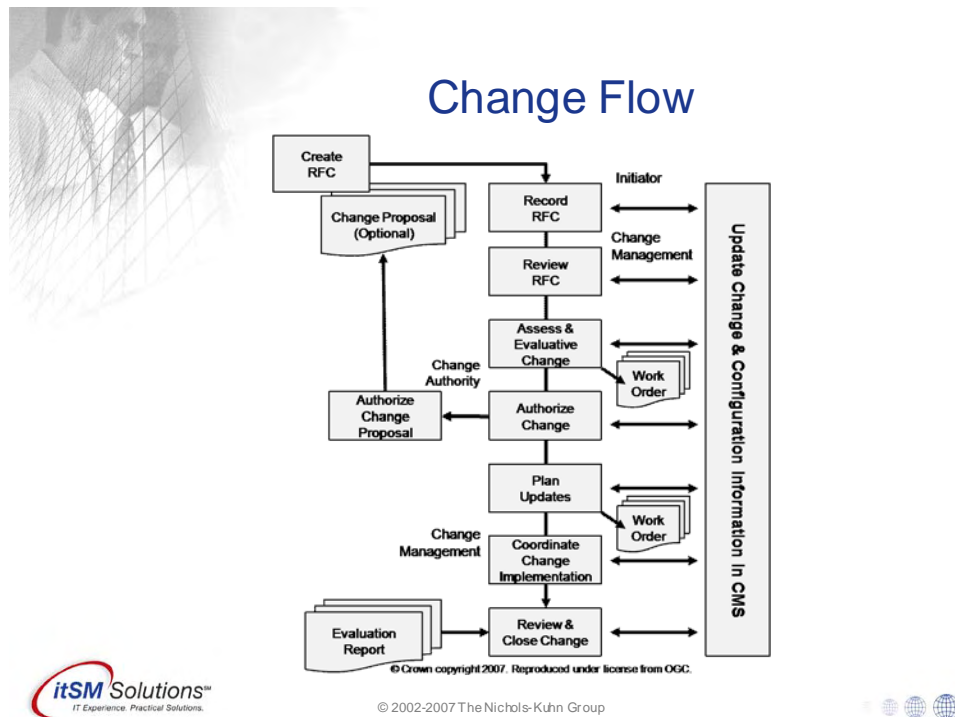 Change Flow
Create
RFC
Initiator
Record
RFC
Change Proposal
(Optional)
Change
Management
Review
RFC
Assess &
Evaluative
Change
Work
Order
Change
Authority
Authorize
Change
Proposal
Authorize
Change
Plan
Updates
Work
Order
Change
Management
Coordinate
Change
Implementation
Evaluation
Report
Review &
Close Change
Update Change & Configuration Information in CMS
© Crown copyright 2007. Reproduced under license from OGC.
itSM Solutions℠
IT Experience. Practical Solutions.
© 2002-2007 The Nichols-Kuhn Group